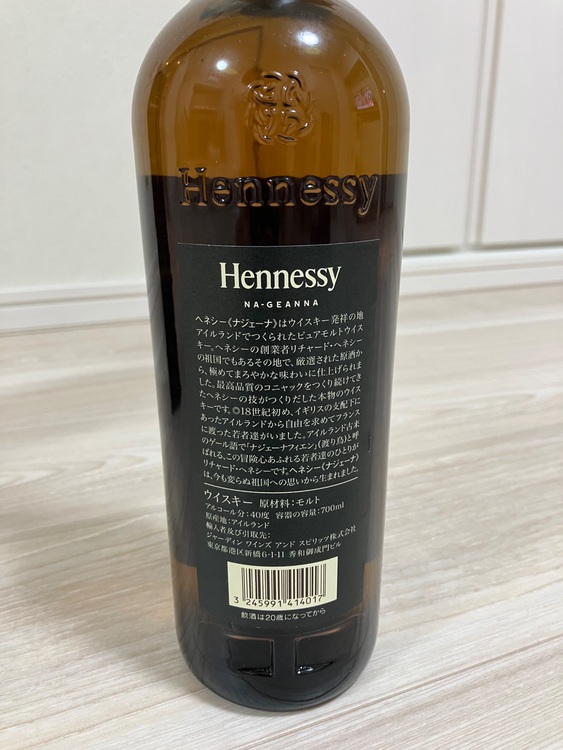 Hennessy
Hennessy
NA-GEANNA
ヘネシー《ナジェーナ》はウイスキー発祥の地
アイルランドでつくられたピュアモルトウイス
キー。ヘネシーの創業者リチャード・ヘネシー
の祖国でもあるその地で、厳選された原酒か
ら、極めてまろやかな味わいに仕上げられま
した。最高品質のコニャックをつくり続けてき
たヘネシーの技がつくりだした本物のウイス
キーです。◎18世紀初め、イギリスの支配下に
あったアイルランドから自由を求めてフランス
に渡った若者達がいました。アイルランド古来
のゲール語で「ナジェーナフィエン」(渡り鳥)と呼
ばれる、この冒険心あふれる若者達のひとりが
リチャード・ヘネシーです。ヘネシー《ナジェーナ》
は、今も変らぬ祖国への思いから生まれました。
ウイスキー 原材料:モルト
アルコール分:40度 容器の容量:700ml
原産地:アイルランド
輸入者及び引取先:
ジャーディン ワインズ アンド スピリッツ株式会社
東京都港区新橋6-1-11 秀和御成門ビル
3 245991 414017
飲酒は20歳になってから